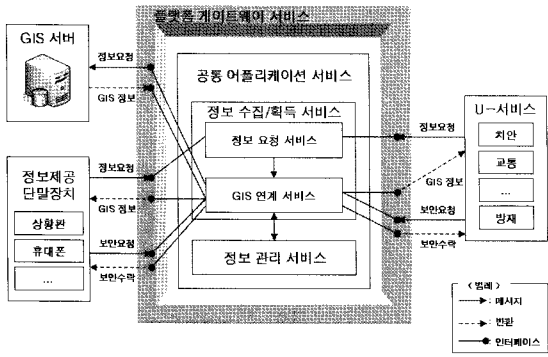 플랫폼 게이트웨이 서비스
GIS 서버
정보요청
GIS 정보
공통 어플리케이션 서비스
정보 수집/획득 서비스
정보 요청 서비스
GIS 연계 서비스
정보 관리 서비스
정보제공
단말장치
상황판
휴대폰
...
정보요청
GIS 정보
보안요청
보안수락
U-서비스
치안
교통
...
방재
정보요청
GIS 정보
보안요청
보안수락
< 범례 >
: 메시지
: 반환
: 인터페이스